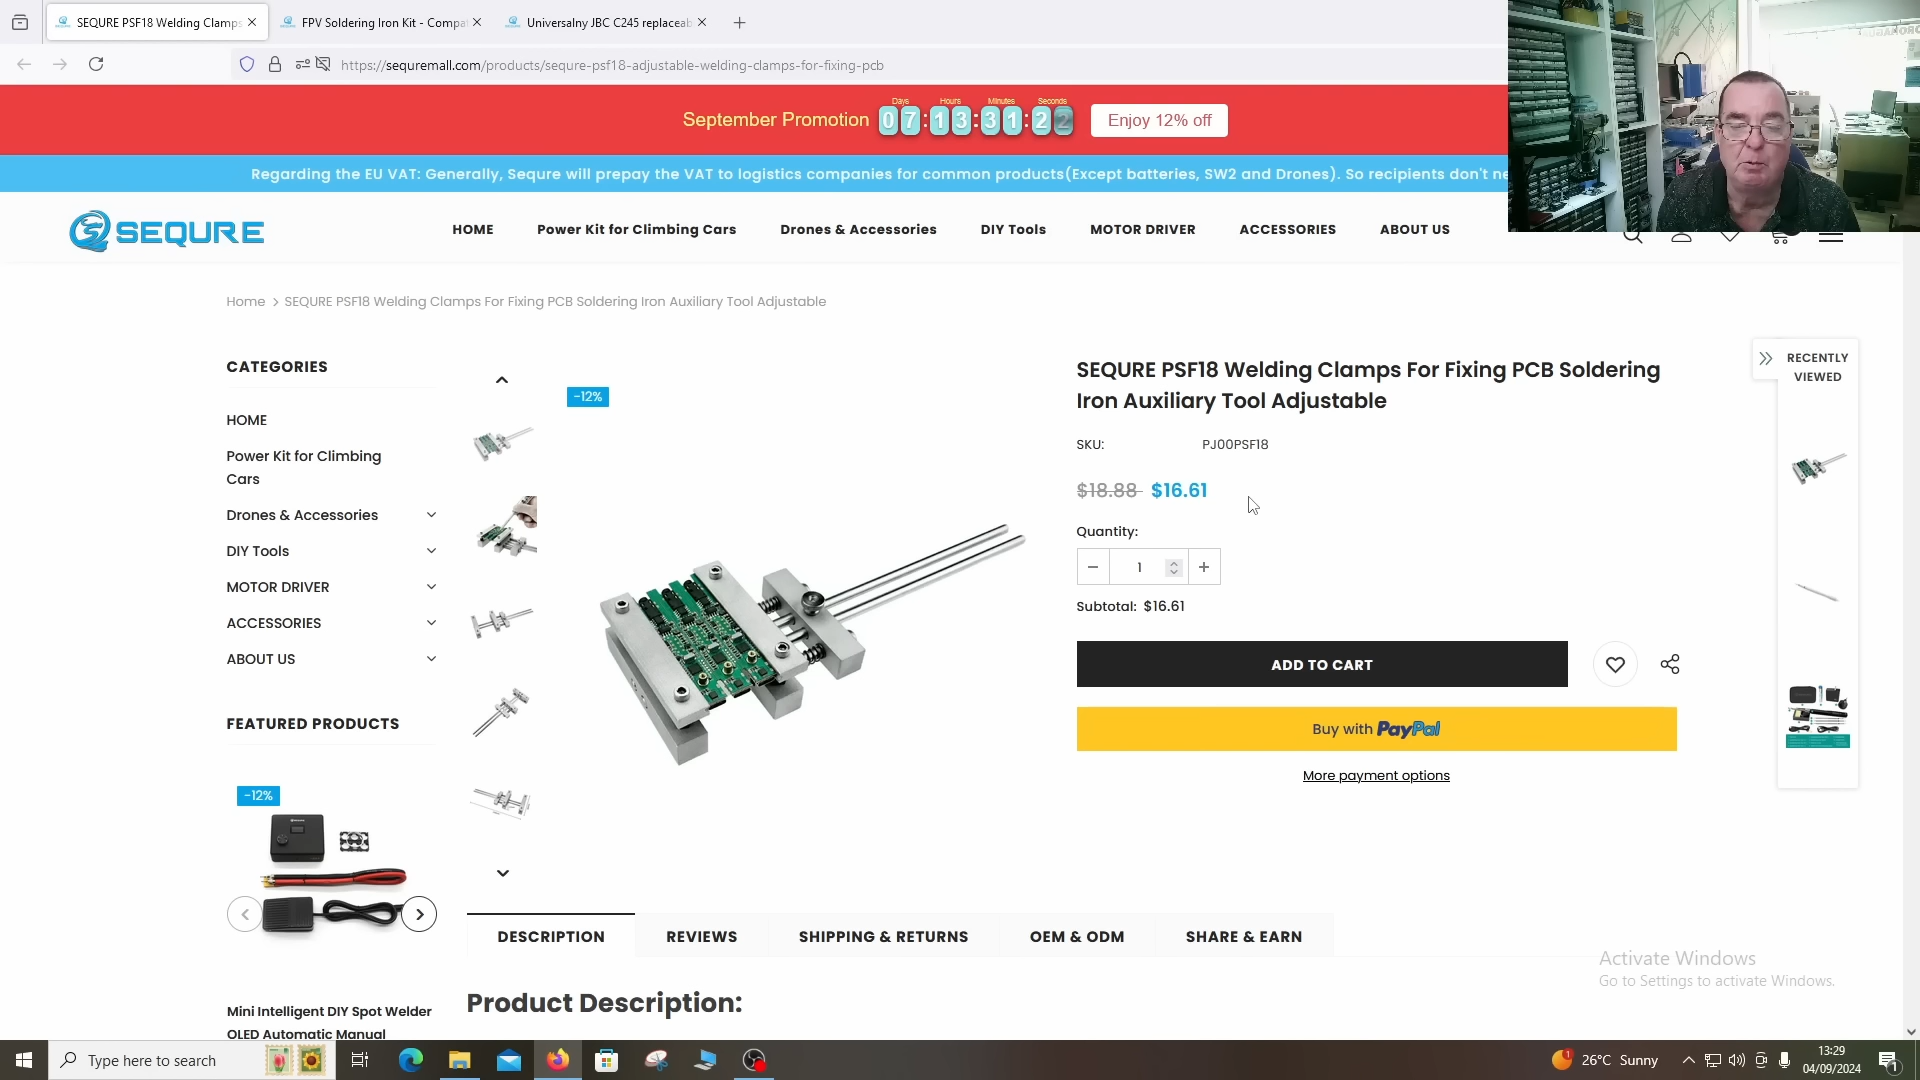 SEQURE PSF18 Welding Clamps
FPV Soldering Iron Kit - Compa
Universalny JBC C245 replaceab
https://sequremall.com/products/sequre-psf18-adjustable-welding-clamps-for-fixing-pcb
September Promotion
Days Hours Minutes Seconds
07:13:31:22
Enjoy 12% off
Regarding the EU VAT: Generally, Sequre will prepay the VAT to logistics companies for common products(Except batteries, SW2 and Drones). So recipients don't ne
SEQURE
HOME Power Kit for Climbing Cars Drones & Accessories DIY Tools MOTOR DRIVER ACCESSORIES ABOUT US
Home > SEQURE PSF18 Welding Clamps For Fixing PCB Soldering Iron Auxiliary Tool Adjustable
CATEGORIES
HOME
Power Kit for Climbing
Cars
Drones & Accessories
DIY Tools
MOTOR DRIVER
ACCESSORIES
ABOUT US
FEATURED PRODUCTS
-12%
Mini Intelligent DIY Spot Welder
OLED Automatic Manual
-12%
SEQURE PSF18 Welding Clamps For Fixing PCB Soldering
Iron Auxiliary Tool Adjustable
SKU: PJ00PSF18
$18.88 $16.61
Quantity:
1
Subtotal: $16.61
ADD TO CART
Buy with PayPal
More payment options
RECENTLY
VIEWED
DESCRIPTION REVIEWS SHIPPING & RETURNS OEM & ODM SHARE & EARN
Product Description:
Activate Windows
Go to Settings to activate Windows.
Type here to search
26°C Sunny
13:29
04/09/2024